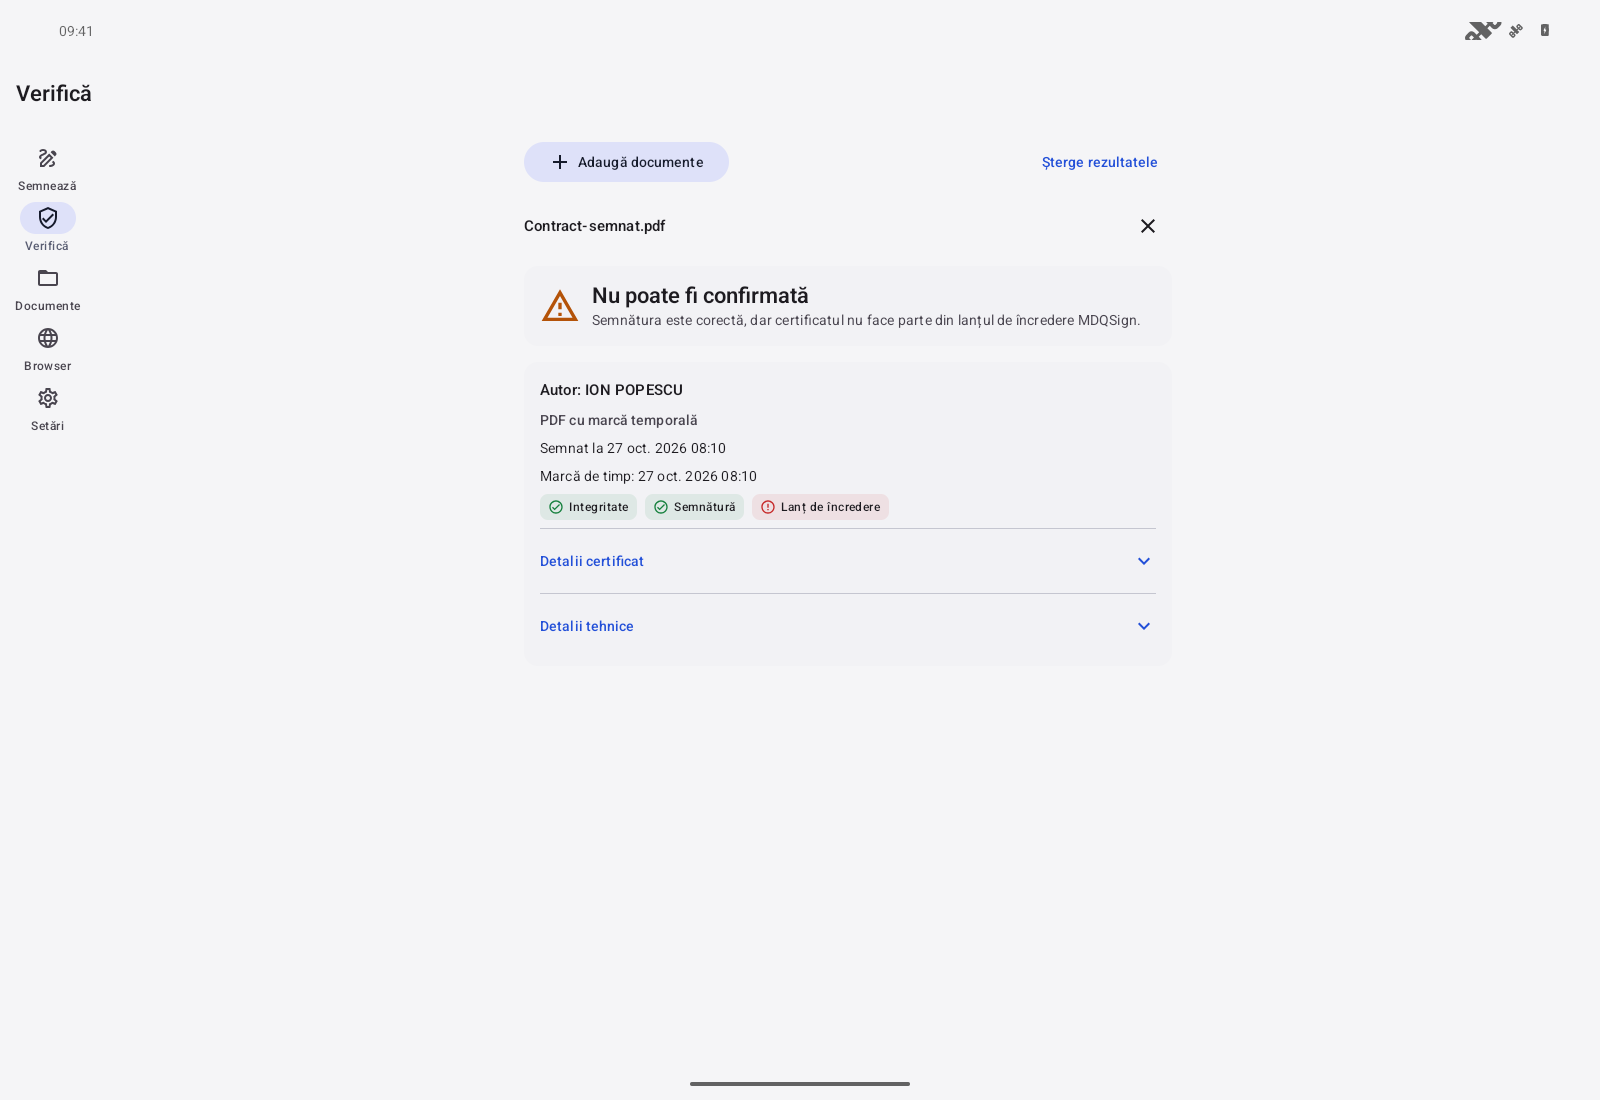 09:41
Verifică
Semnează
Verifică
Documente
Browser
Setări
Adaugă documente
Șterge rezultatele
Contract-semnat.pdf
Nu poate fi confirmată
Semnătura este corectă, dar certificatul nu face parte din lanțul de încredere MDQSign.
Autor: ION POPESCU
PDF cu marcă temporală
Semnat la 27 oct. 2026 08:10
Marcă de timp: 27 oct. 2026 08:10
Integritate
Semnătură
Lanț de încredere
Detalii certificat
Detalii tehnice